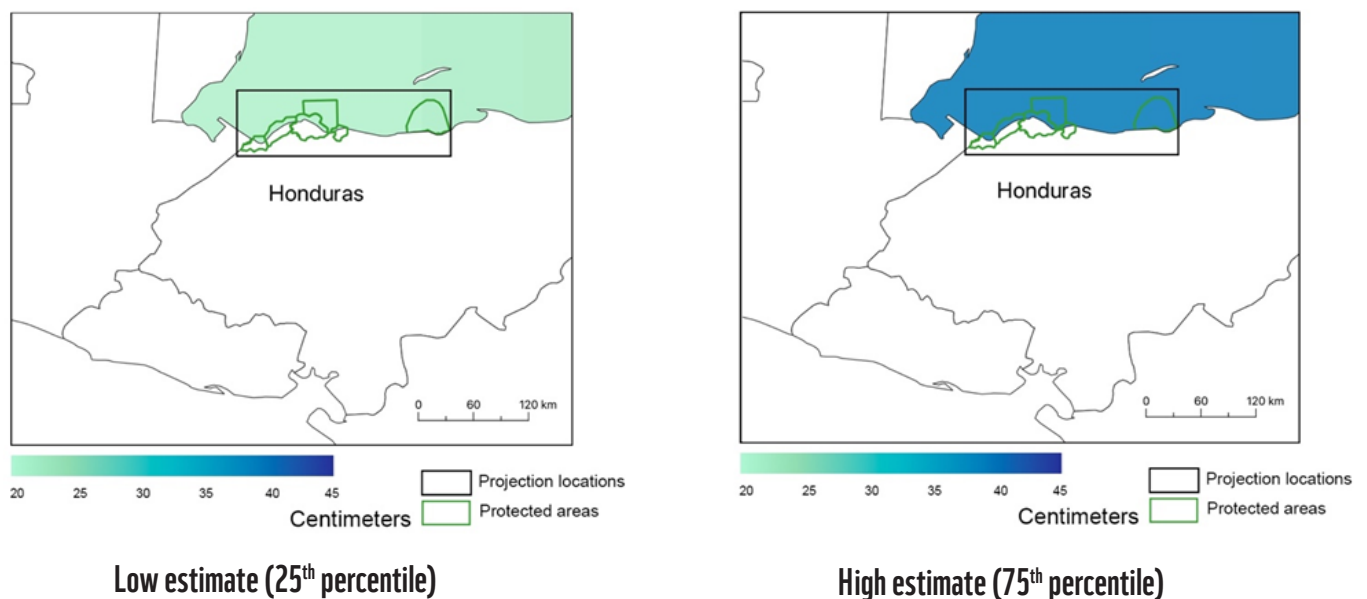 Honduras
0 60 120 km
20 25 30 35 40 45
Centimeters
Projection locations
Protected areas
Low estimate (25th percentile)
Honduras
0 60 120 km
20 25 30 35 40 45
Centimeters
Projection locations
Protected areas
High estimate (75th percentile)